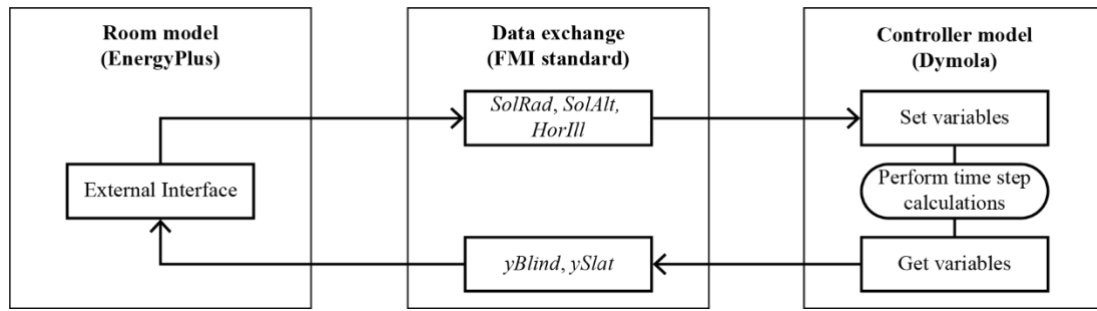 Room model
(EnergyPlus)
Data exchange
(FMI standard)
Controller model
(Dymola)
SolRad, SolAlt,
HorIll
Set variables
External Interface
Perform time step
calculations
yBlind, ySlat
Get variables